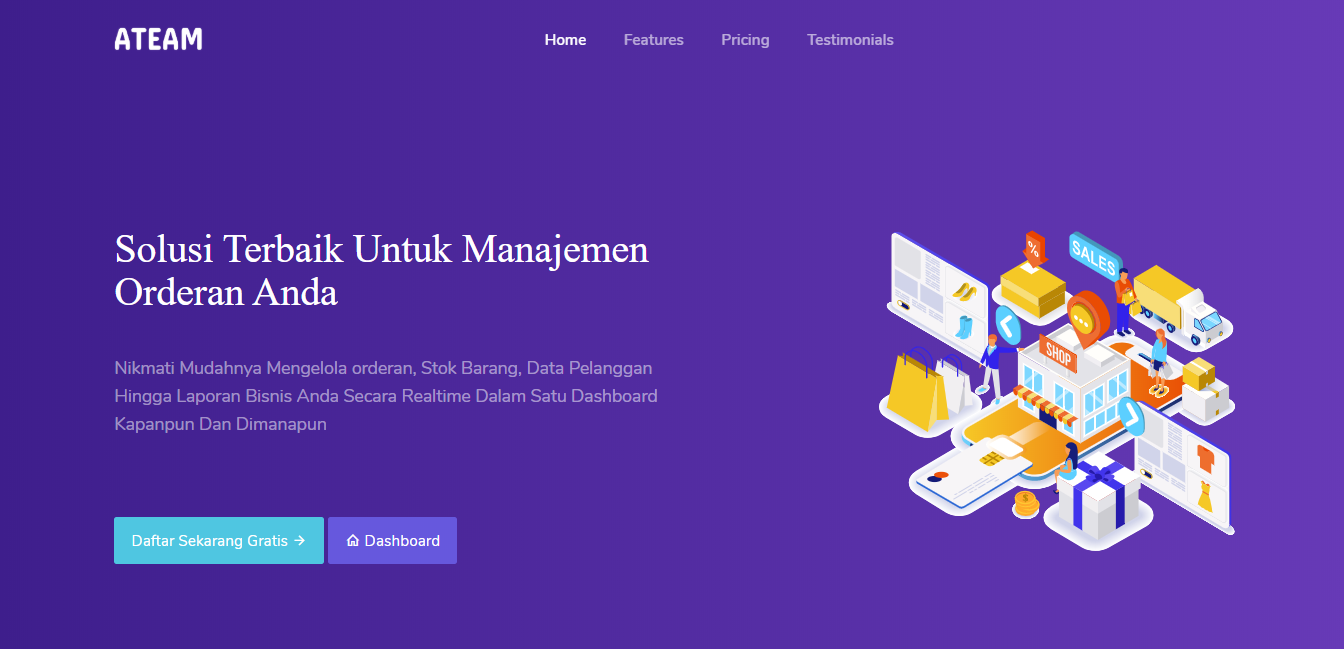 ATEAM
Home Features Pricing Testimonials
Solusi Terbaik Untuk Manajemen
Orderan Anda
Nikmati Mudahnya Mengelola orderan, Stok Barang, Data Pelanggan
Hingga Laporan Bisnis Anda Secara Realtime Dalam Satu Dashboard
Kapanpun Dan Dimanapun
Daftar Sekarang Gratis →
Dashboard
%
SALES
SHOP
$